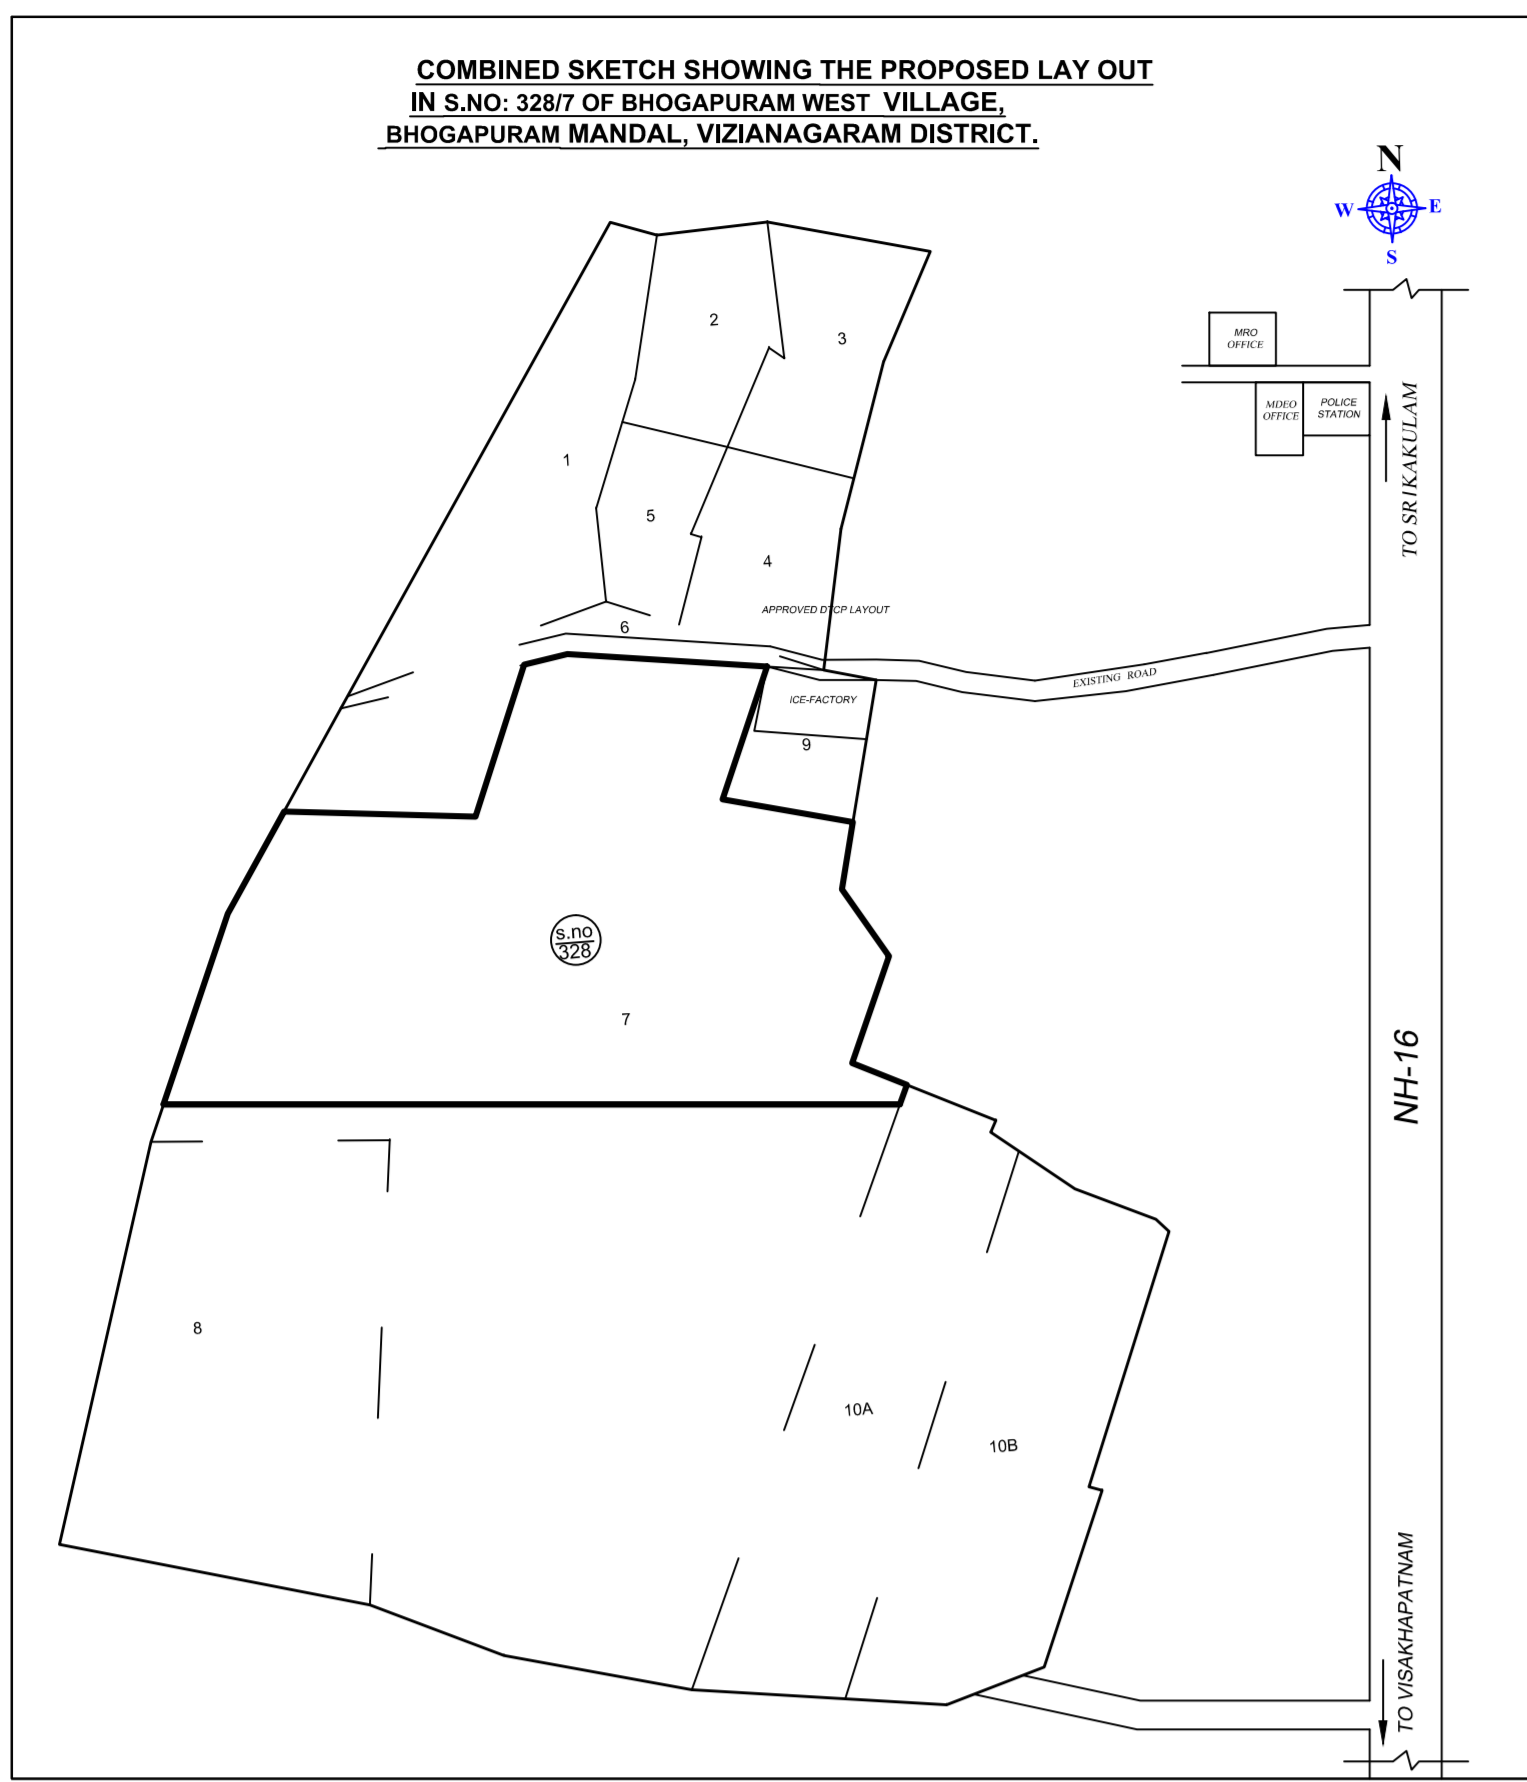 COMBINED SKETCH SHOWING THE PROPOSED LAY OUT
IN S.NO: 328/7 OF BHOGAPURAM WEST VILLAGE,
BHOGAPURAM MANDAL, VIZIANAGARAM DISTRICT.
N
W
E
S
MRO
OFFICE
MDEO
OFFICE
POLICE
STATION
TO SRIKAKULAM
2
3
1
5
4
APPROVED DTCP LAYOUT
6
EXISTING ROAD
ICE-FACTORY
9
s.no
328
7
NH-16
8
10A
10B
TO VISAKHAPATNAM